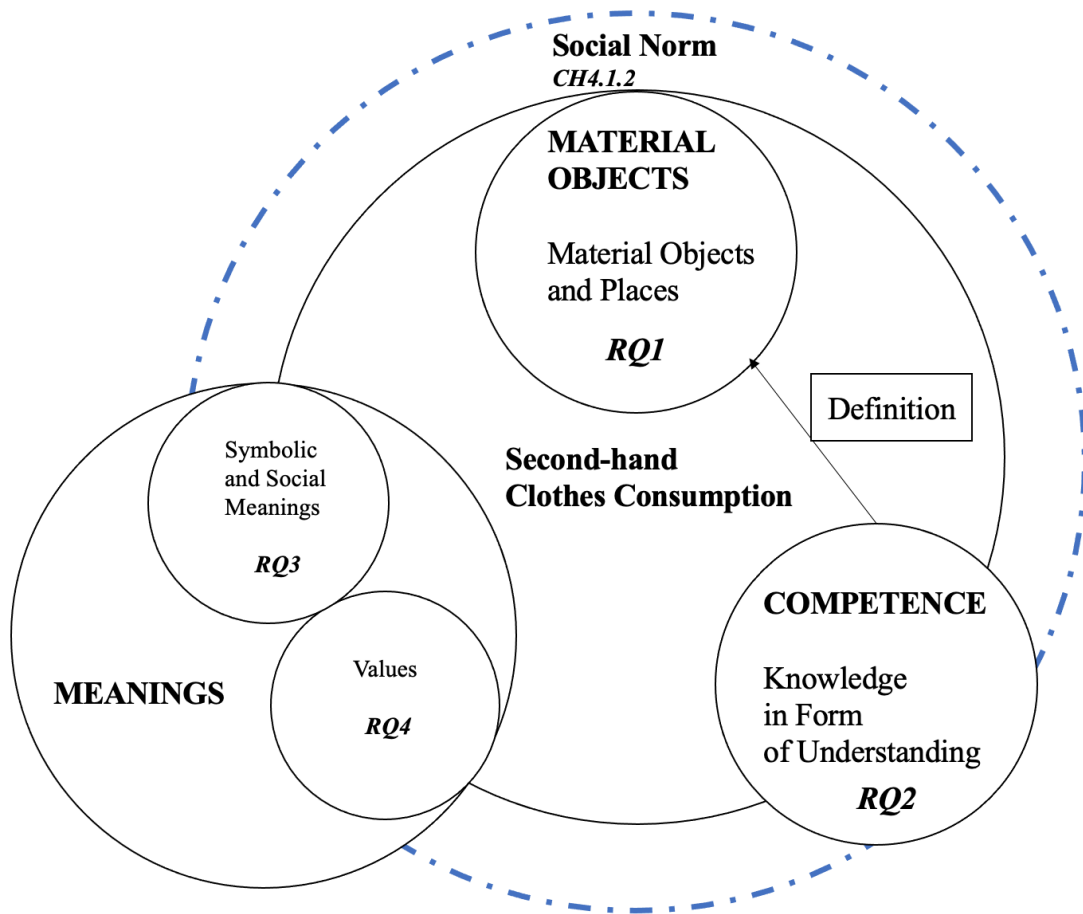 Social Norm
CH4.1.2
MATERIAL
OBJECTS
Material Objects
and Places
RQ1
Definition
Second-hand
Clothes Consumption
Symbolic
and Social
Meanings
RQ3
MEANINGS
Values
RQ4
COMPETENCE
Knowledge
in Form
of Understanding
RQ2